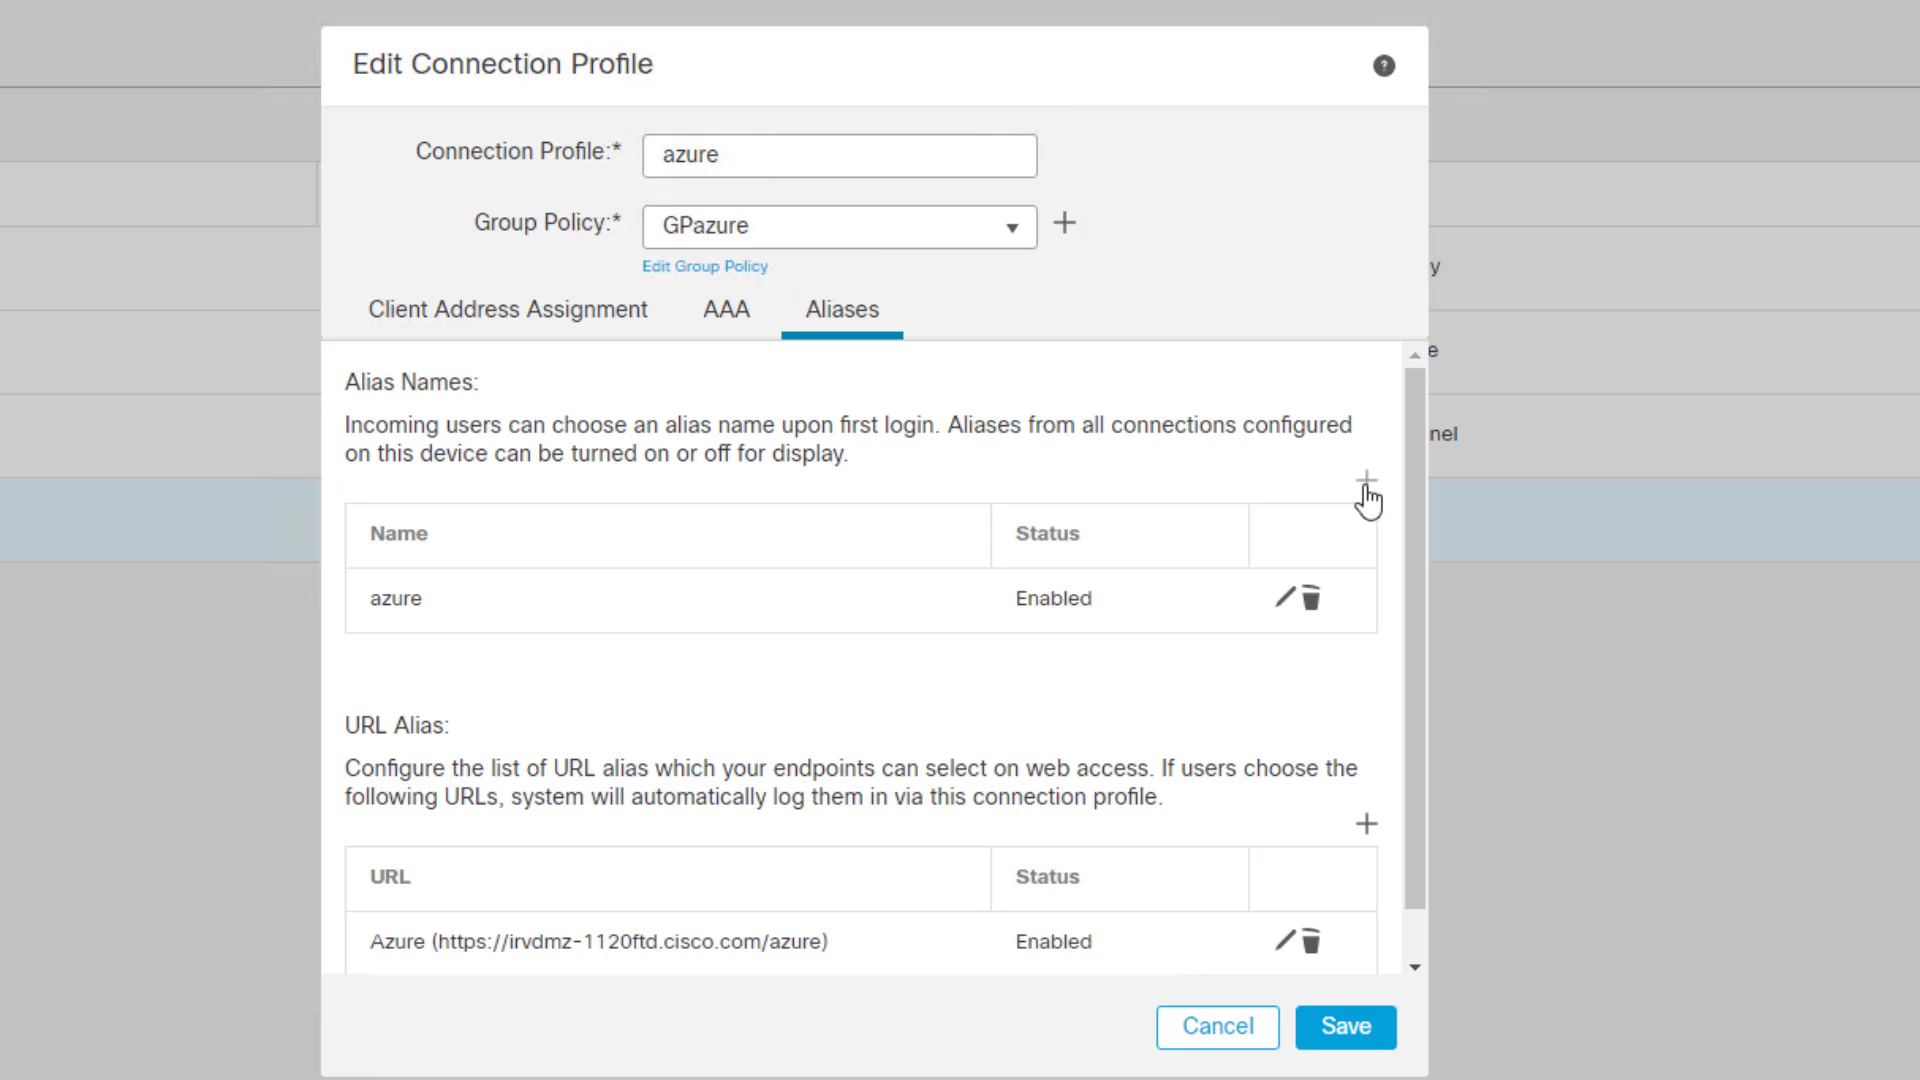 Edit Connection Profile
?
Connection Profile:* azure
Group Policy:* GPazure
Edit Group Policy
Client Address Assignment AAA Aliases
Alias Names:
Incoming users can choose an alias name upon first login. Aliases from all connections configured
on this device can be turned on or off for display.
Name Status
azure Enabled
URL Alias:
Configure the list of URL alias which your endpoints can select on web access. If users choose the
following URLs, system will automatically log them in via this connection profile.
URL Status
Azure (https://irvdmz-1120ftd.cisco.com/azure) Enabled
Cancel Save
y
e
nel